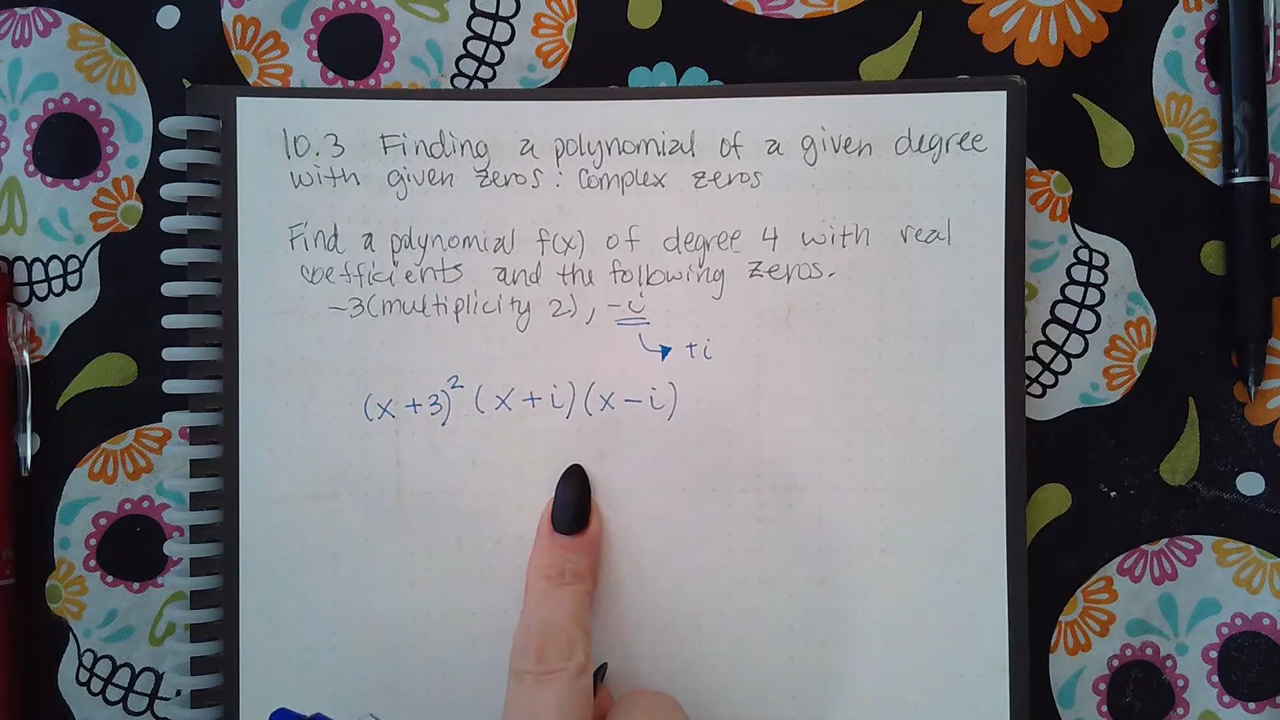 10.3 Finding a polynomial of a given degree
with given zeros: Complex zeros
Find a polynomial f(x) of degree 4 with real
coefficients and the following zeros.
-3(multiplicity 2), -i
+i
(x+3)² (x+i)(x-i)